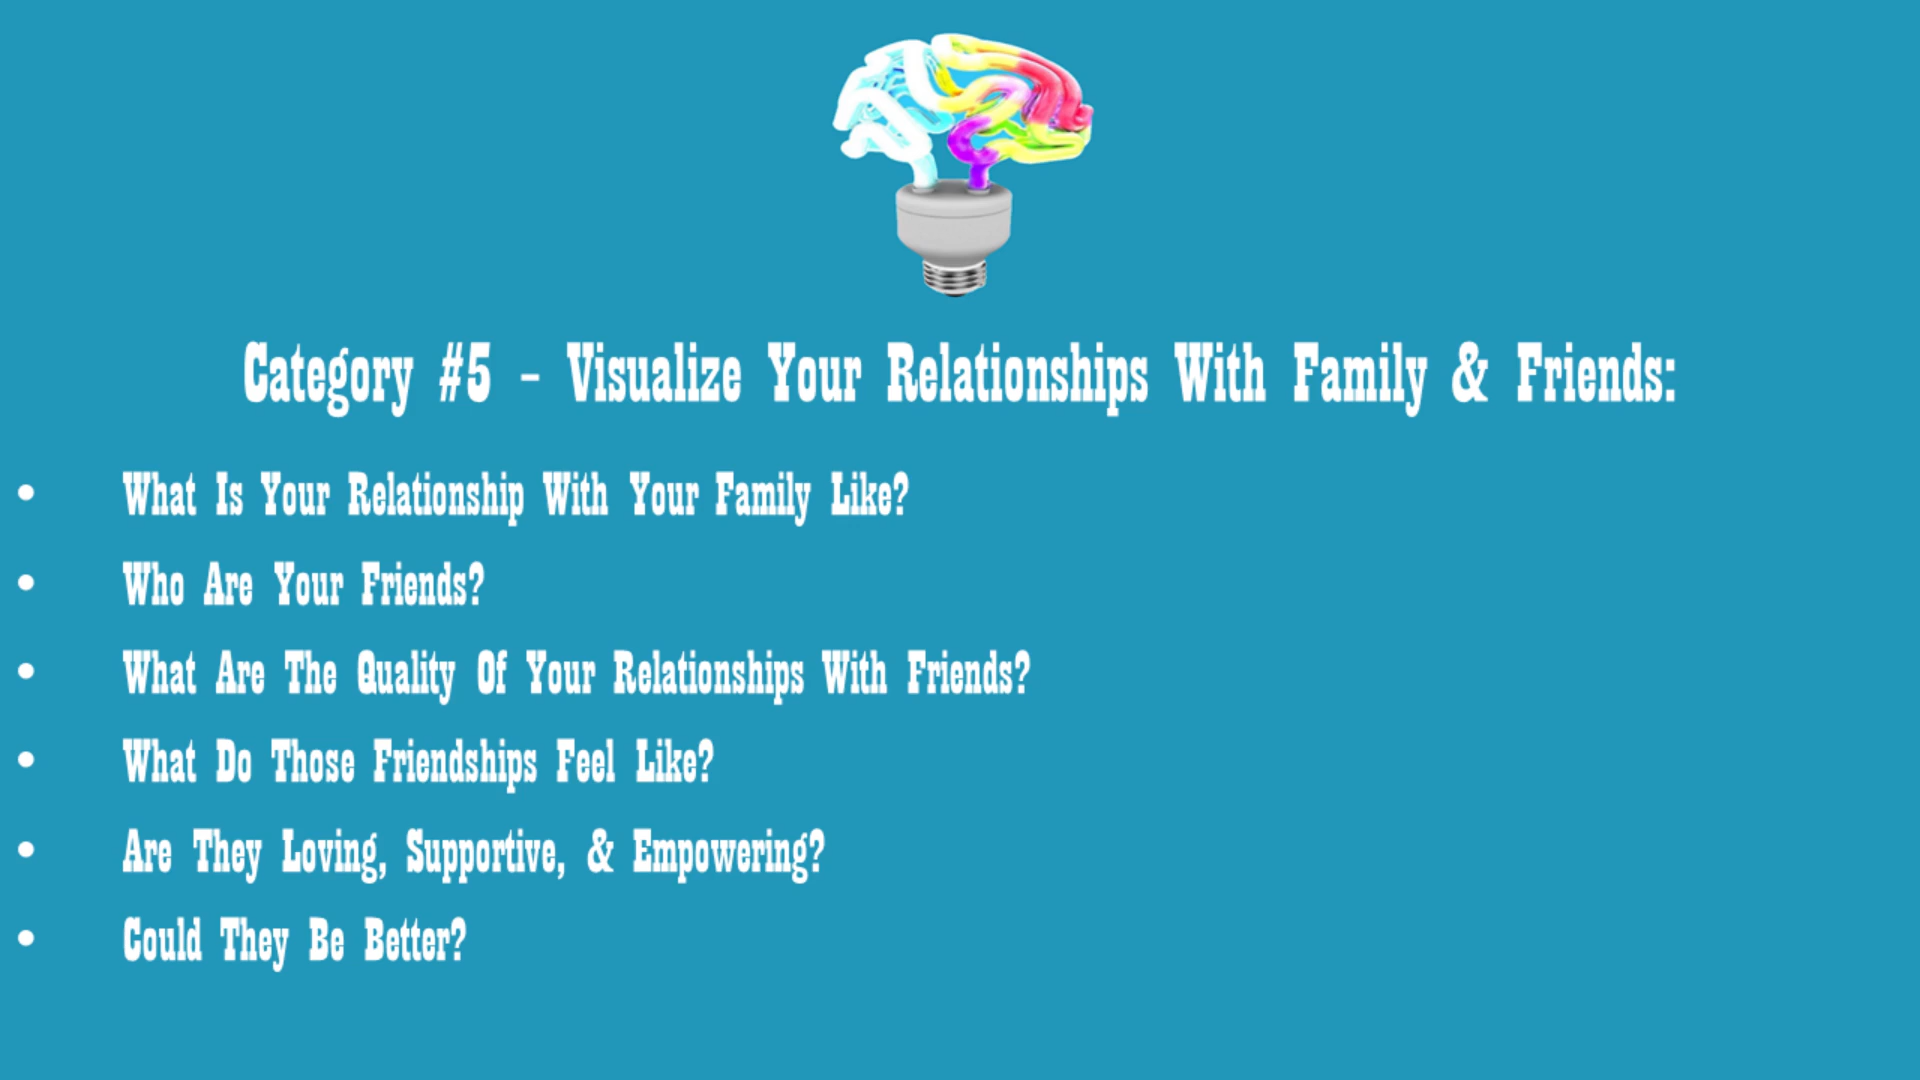 Category #5 - Visualize Your Relationships With Family & Friends:
• What Is Your Relationship With Your Family Like?
• Who Are Your Friends?
• What Are The Quality Of Your Relationships With Friends?
• What Do Those Friendships Feel Like?
• Are They Loving, Supportive, & Empowering?
• Could They Be Better?